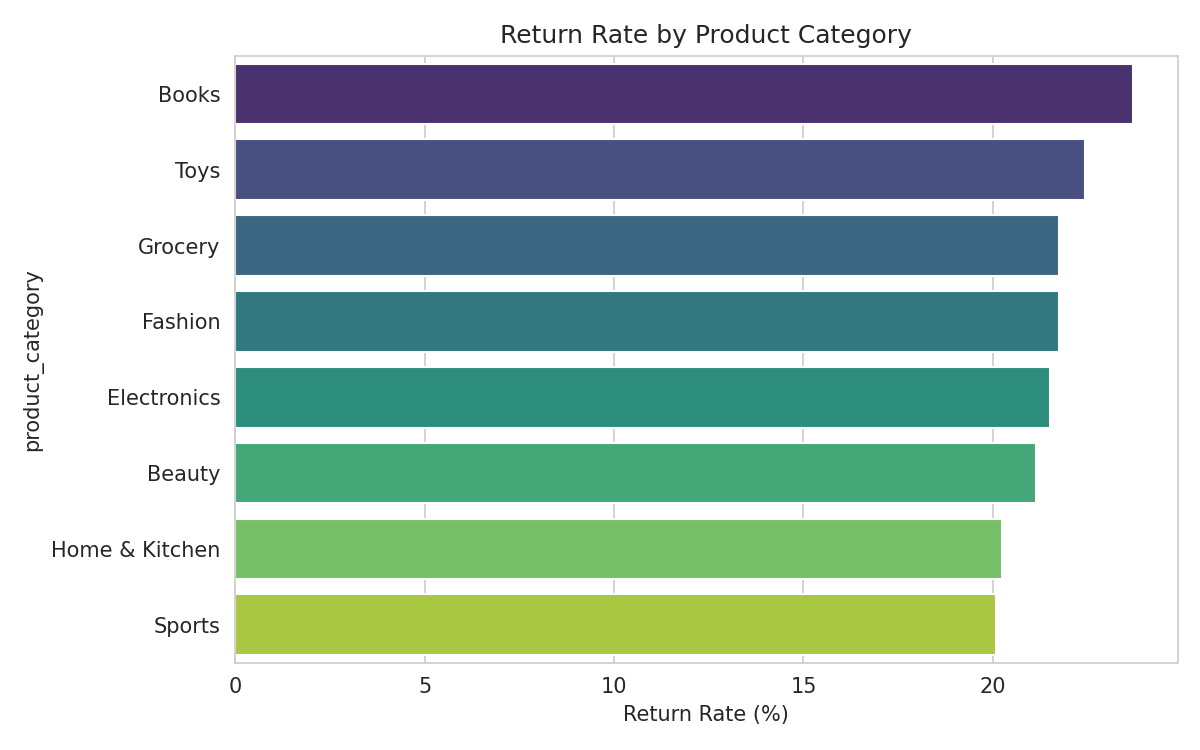 Return Rate by Product Category
product_category
Books
Toys
Grocery
Fashion
Electronics
Beauty
Home & Kitchen
Sports
0 5 10 15 20
Return Rate (%)